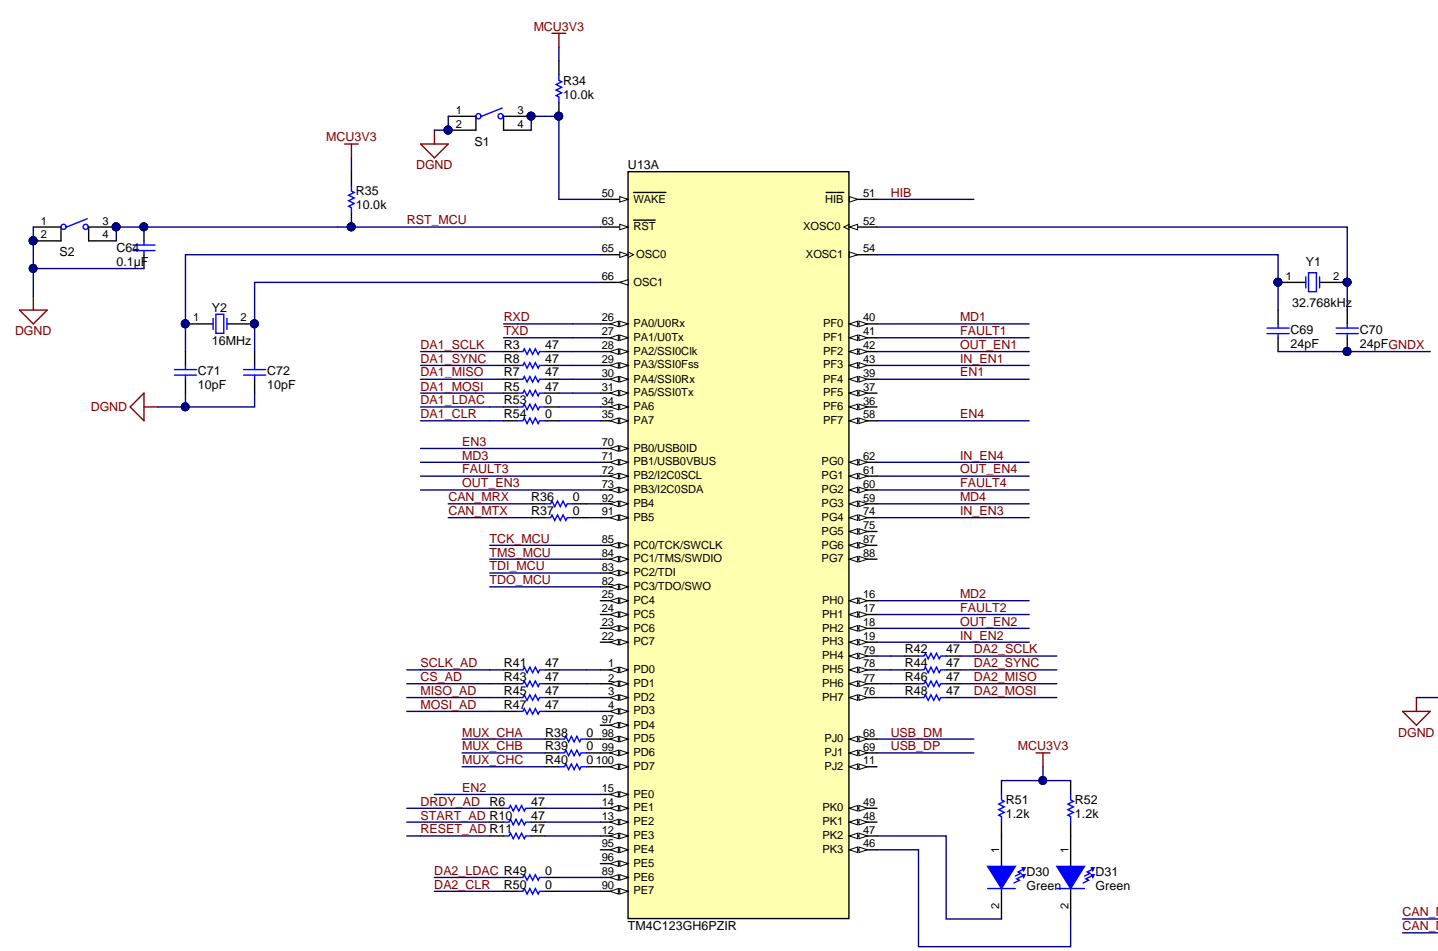 MCU3V3
R34
10.0k
1 3
2 4
S1
DGND
MCU3V3
R35
10.0k
RST_MCU
1 3
2 4
S2
C64
0.1µF
DGND
Y2
1 2
16MHz
C71
10pF
C72
10pF
DGND
U13A
50 WAKE
63 RST
65 OSC0
66 OSC1
RXD 26 PA0/U0Rx
TXD 27 PA1/U0Tx
DA1_SCLK R3 47 28 PA2/SSI0Clk
DA1_SYNC R8 47 29 PA3/SSI0Fss
DA1_MISO R7 47 30 PA4/SSI0Rx
DA1_MOSI R5 47 31 PA5/SSI0Tx
DA1_LDAC R53 0 34 PA6
DA1_CLR R54 0 35 PA7
EN3 70 PB0/USB0ID
MD3 71 PB1/USB0VBUS
FAULT3 72 PB2/I2C0SCL
OUT_EN3 73 PB3/I2C0SDA
CAN_MRX R36 0 92 PB4
CAN_MTX R37 0 91 PB5
TCK_MCU 85 PC0/TCK/SWCLK
TMS_MCU 84 PC1/TMS/SWDIO
TDI_MCU 83 PC2/TDI
TDO_MCU 82 PC3/TDO/SWO
25 PC4
24 PC5
23 PC6
22 PC7
SCLK_AD R41 47 1 PD0
CS_AD R43 47 2 PD1
MISO_AD R45 47 3 PD2
MOSI_AD R47 47 4 PD3
97 PD4
MUX_CHA R38 0 98 PD5
MUX_CHB R39 0 99 PD6
MUX_CHC R40 0 100 PD7
EN2 15 PE0
DRDY_AD R6 47 14 PE1
START_AD R10 47 13 PE2
RESET_AD R11 47 12 PE3
95 PE4
96 PE5
DA2_LDAC R49 0 89 PE6
DA2_CLR R50 0 90 PE7
TM4C123GH6PZIR
HIB 51 HIB
XOSC0 52
XOSC1 54
Y1
1 2
32.768kHz
C69
24pF
C70
24pF
GNDX
PF0 40 MD1
PF1 41 FAULT1
PF2 42 OUT_EN1
PF3 43 IN_EN1
PF4 39 EN1
PF5 37
PF6 36
PF7 58 EN4
PG0 62 IN_EN4
PG1 61 OUT_EN4
PG2 60 FAULT4
PG3 59 MD4
PG4 74 IN_EN3
PG5 75
PG6 87
PG7 88
PH0 16 MD2
PH1 17 FAULT2
PH2 18 OUT_EN2
PH3 19 IN_EN2
PH4 79 R42 47 DA2_SCLK
PH5 78 R44 47 DA2_SYNC
PH6 77 R46 47 DA2_MISO
PH7 76 R48 47 DA2_MOSI
PJ0 68 USB_DM
PJ1 69 USB_DP
PJ2 11
PK0 49
PK1 48
PK2 47
PK3 46
MCU3V3
R51
1.2k
R52
1.2k
1 1
D30
Green
D31
Green
2 2
DGND
CAN_
CAN_